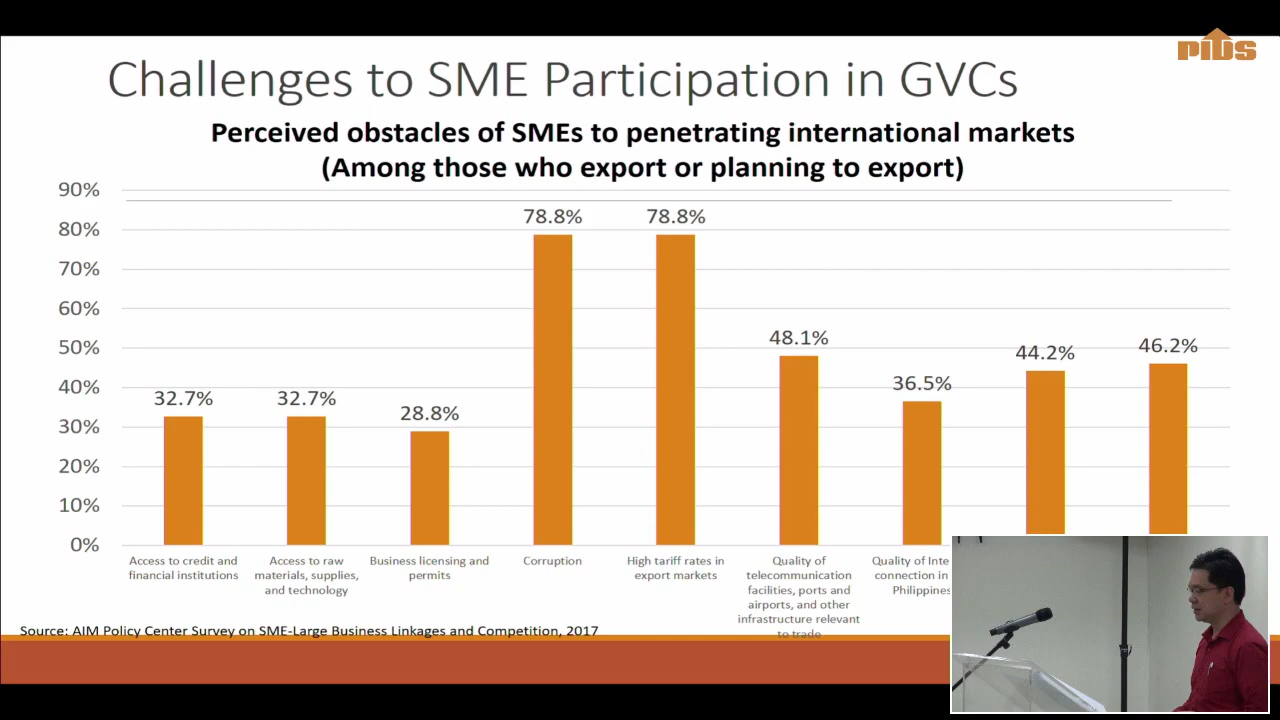 PIDS
Challenges to SME Participation in GVCs
Perceived obstacles of SMEs to penetrating international markets
(Among those who export or planning to export)
90%
80%
70%
60%
50%
40%
30%
20%
10%
0%
32.7%
32.7%
28.8%
78.8%
78.8%
48.1%
36.5%
44.2%
46.2%
Access to credit and
financial institutions
Access to raw
materials, supplies,
and technology
Business licensing and
permits
Corruption
High tariff rates in
export markets
Quality of
telecommunication
facilities, ports and
airports, and other
infrastructure relevant
to trade
Quality of Inte
connection in
Philippines
Source: AIM Policy Center Survey on SME-Large Business Linkages and Competition, 2017